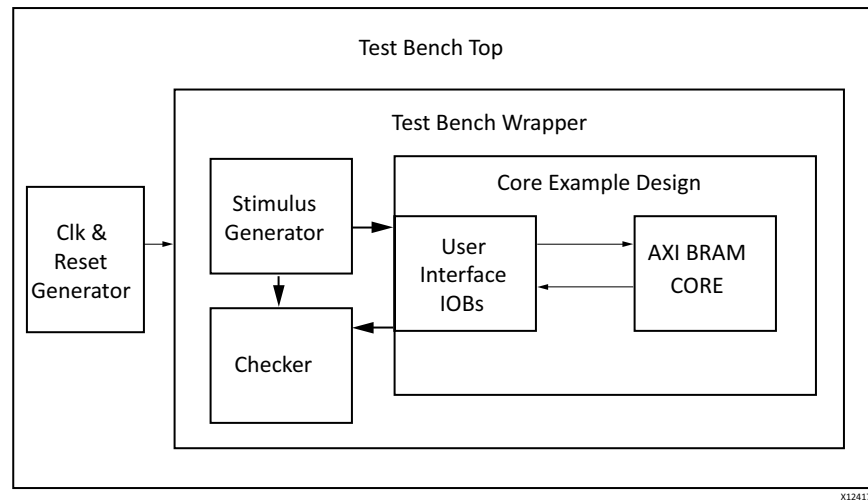 Test Bench Top
Test Bench Wrapper
Core Example Design
Stimulus
Generator
Clk &
Reset
Generator
User
Interface
IOBs
AXI BRAM
CORE
Checker